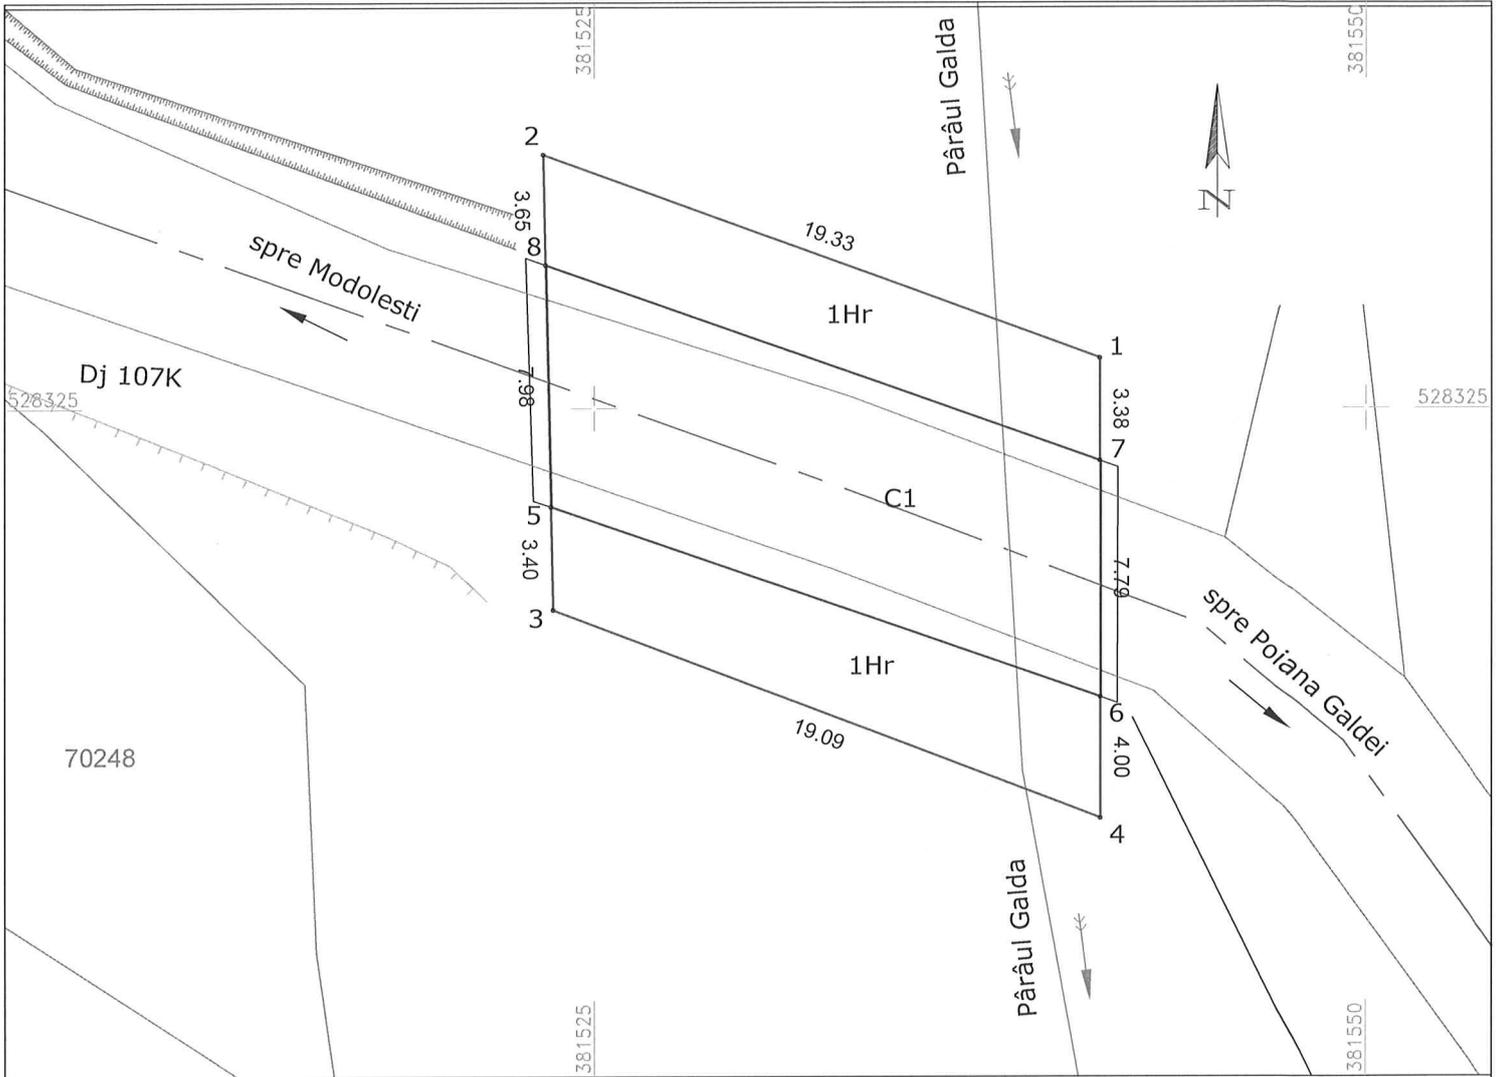 381525
381550
Pârâul Galda
N
2
3.65
19.33
8
spre Modolesti
1Hr
1
Dj 107K
528325
528325
7.98
3.38
7
C1
5
3.40
7.79
3
spre Poiana Galdei
1Hr
6
19.09
4.00
70248
4
Pârâul Galda
381525
381550